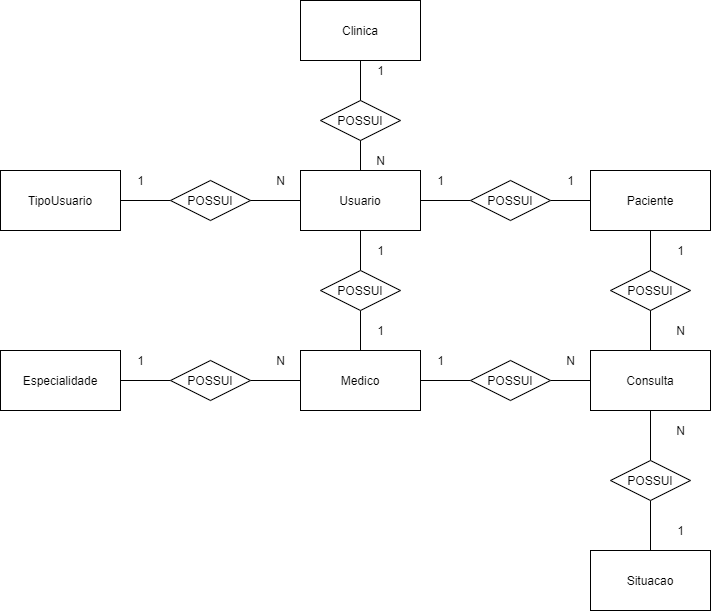 Clinica
1
POSSUI
N
TipoUsuario
1
POSSUI
N
Usuario
1
POSSUI
1
Paciente
1
POSSUI
1
1
POSSUI
N
Especialidade
1
POSSUI
N
Medico
1
POSSUI
N
Consulta
N
POSSUI
1
Situacao